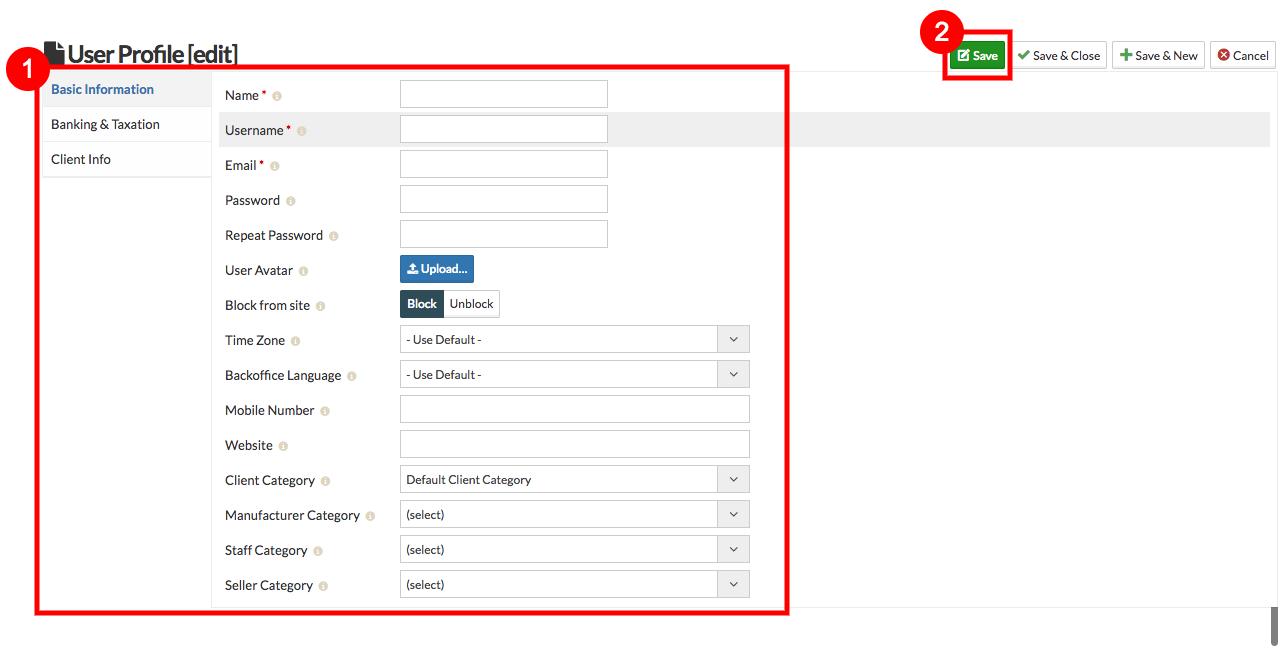 2
User Profile [edit]
Save
Save & Close
Save & New
Cancel
1
Basic Information
Banking & Taxation
Client Info
Name *
Username *
Email *
Password
Repeat Password
User Avatar
Upload...
Block from site
Block
Unblock
Time Zone
- Use Default -
Backoffice Language
- Use Default -
Mobile Number
Website
Client Category
Default Client Category
Manufacturer Category
(select)
Staff Category
(select)
Seller Category
(select)